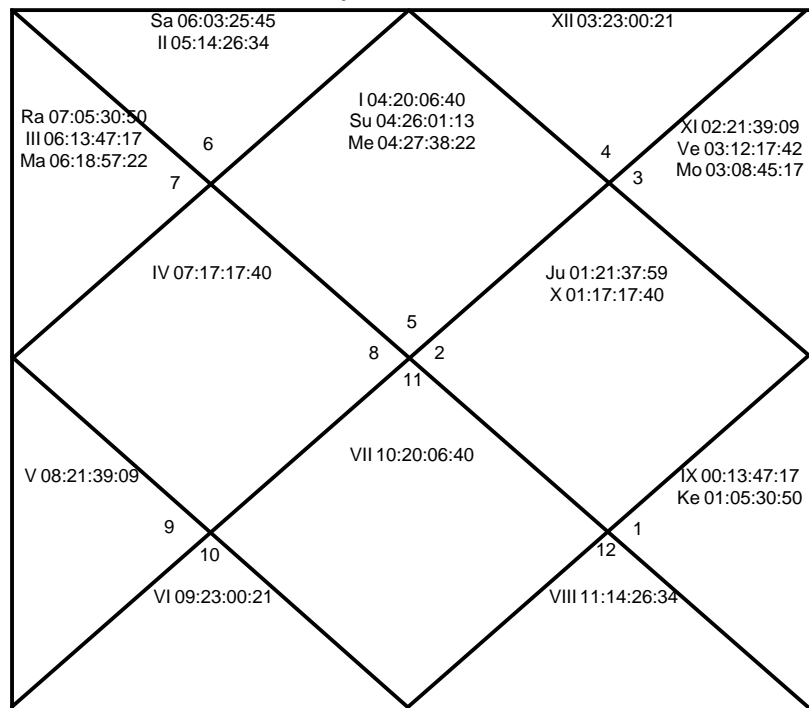 Sa 06:03:25:45
II 05:14:26:34
XII 03:23:00:21
I 04:20:06:40
Su 04:26:01:13
Me 04:27:38:22
Ra 07:05:30:50
III 06:13:47:17
Ma 06:18:57:22
XI 02:21:39:09
Ve 03:12:17:42
Mo 03:08:45:17
6
7
4
3
IV 07:17:17:40
Ju 01:21:37:59
X 01:17:17:40
5
8
2
11
VII 10:20:06:40
V 08:21:39:09
IX 00:13:47:17
Ke 01:05:30:50
9
10
1
12
VI 09:23:00:21
VIII 11:14:26:34